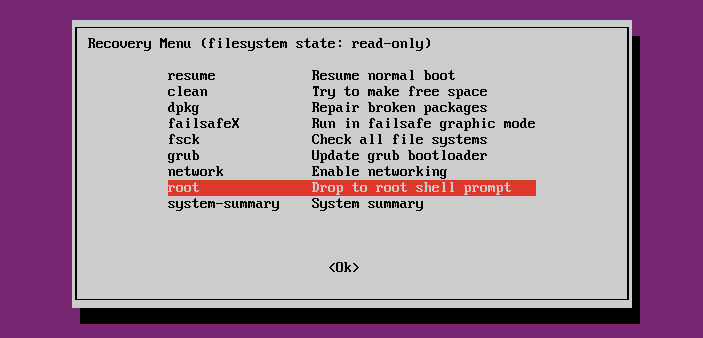 Recovery Menu (filesystem state: read-only)
resume Resume normal boot
clean Try to make free space
dpkg Repair broken packages
failsafeX Run in failsafe graphic mode
fsck Check all file systems
grub Update grub bootloader
network Enable networking
root Drop to root shell prompt
system-summary System summary
<Ok>